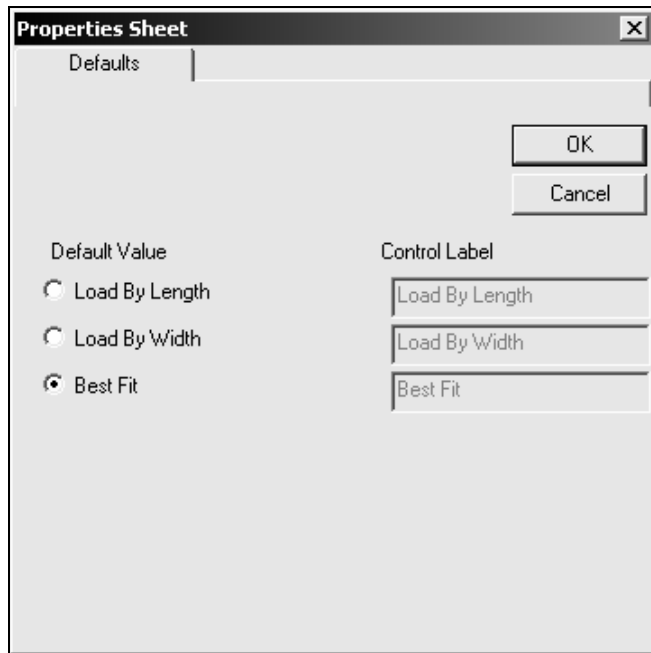 Properties Sheet
Defaults
OK
Cancel
Default Value Control Label
Load By Length Load By Length
Load By Width Load By Width
Best Fit Best Fit